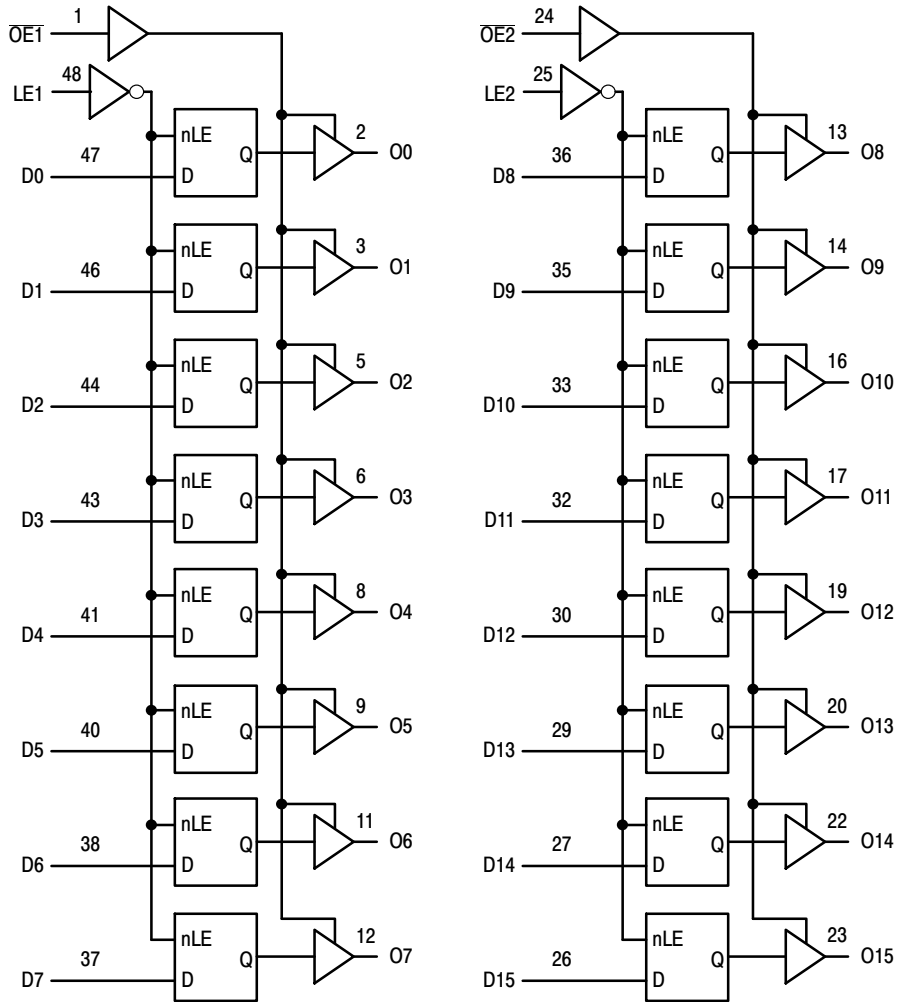 OE1 1
LE1 48
nLE
47 Q 2 O0
D0 D
nLE
46 Q 3 O1
D1 D
nLE
44 Q 5 O2
D2 D
nLE
43 Q 6 O3
D3 D
nLE
41 Q 8 O4
D4 D
nLE
40 Q 9 O5
D5 D
nLE
38 Q 11 O6
D6 D
nLE
37 Q 12 O7
D7 D
OE2 24
LE2 25
nLE
36 Q 13 O8
D8 D
nLE
35 Q 14 O9
D9 D
nLE
33 Q 16 O10
D10 D
nLE
32 Q 17 O11
D11 D
nLE
30 Q 19 O12
D12 D
nLE
29 Q 20 O13
D13 D
nLE
27 Q 22 O14
D14 D
nLE
26 Q 23 O15
D15 D